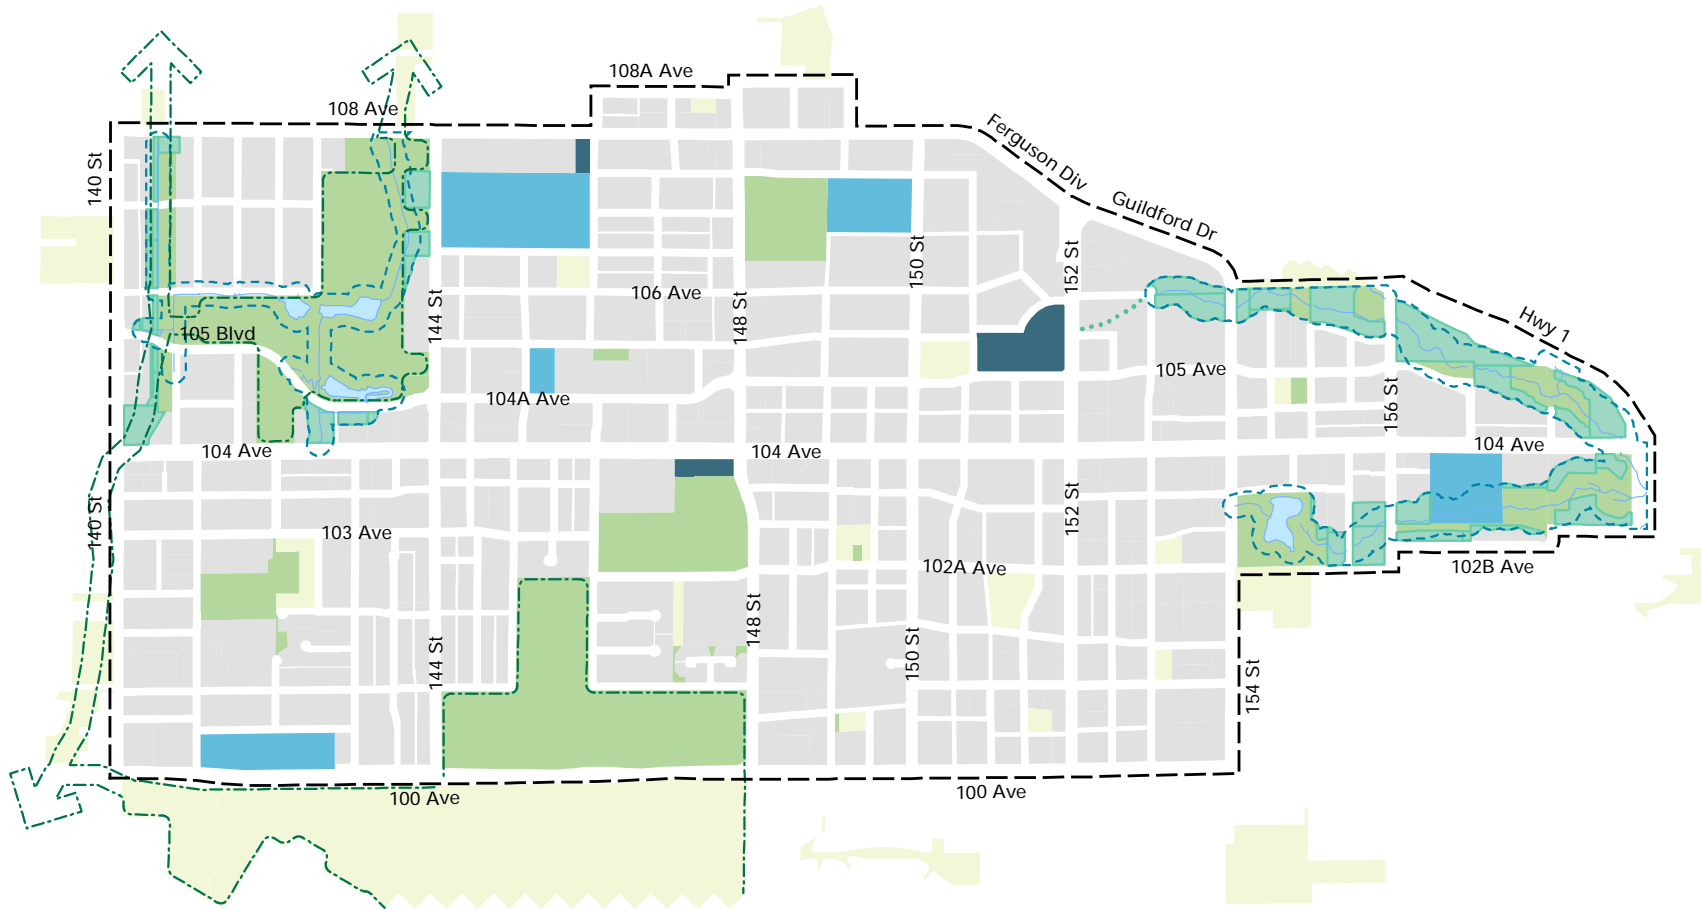 108A Ave
108 Ave
Ferguson Div
140 St
Guildford Dr
150 St
152 St
106 Ave
144 St
148 St
Hwy 1
105 Blvd
105 Ave
104A Ave
156 St
104 Ave
104 Ave
104 Ave
140 St
103 Ave
152 St
102A Ave
102B Ave
148 St
144 St
150 St
154 St
100 Ave
100 Ave